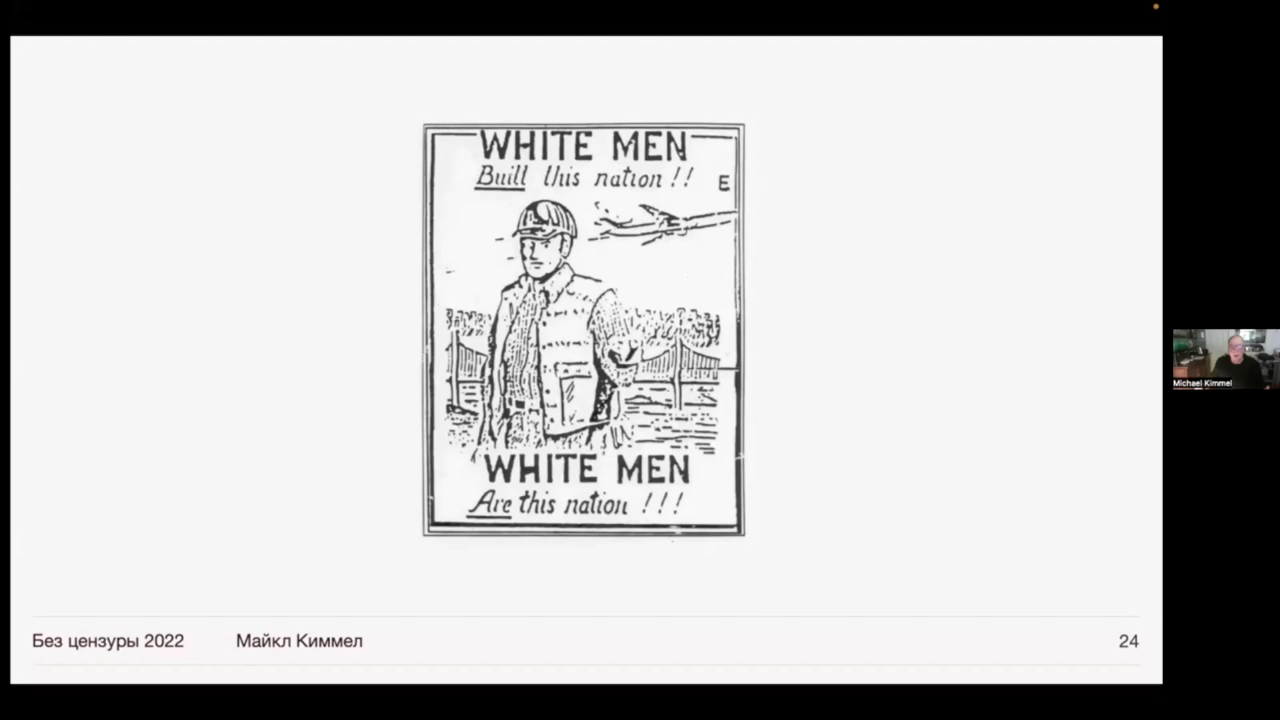 WHITE MEN
Built this nation !!
E
WHITE MEN
Are this nation !!!
Без цензуры 2022
Майкл Киммел
24
Michael Kimmel